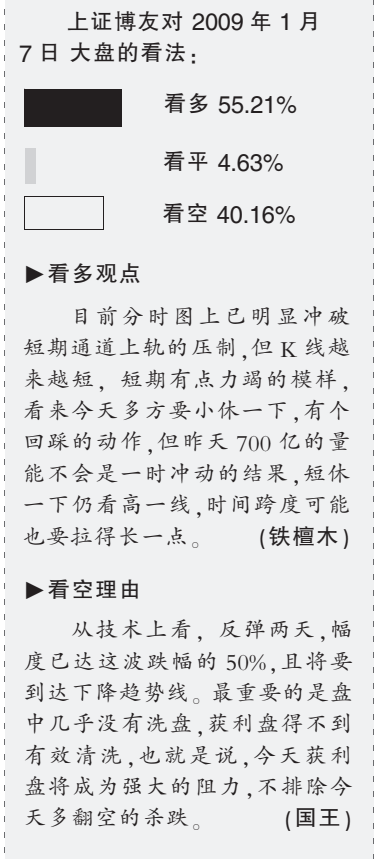 上证博友对 2009 年 1 月
7 日 大盘的看法：
看多 55.21%
看平 4.63%
看空 40.16%
▶看多观点
目前分时图上已明显冲破
短期通道上轨的压制，但 K 线越
来越短，短期有点力竭的模样，
看来今天多方要小休一下，有个
回踩的动作，但昨天 700 亿的量
能不会是一时冲动的结果，短休
一下仍看高一线，时间跨度可能
也要拉得长一点。 (铁檀木)
▶看空理由
从技术上看，反弹两天，幅
度已达这波跌幅的 50%，且将要
到达下降趋势线。最重要的是盘
中几乎没有洗盘，获利盘得不到
有效清洗，也就是说，今天获利
盘将成为强大的阻力，不排除今
天多翻空的杀跌。 (国王)